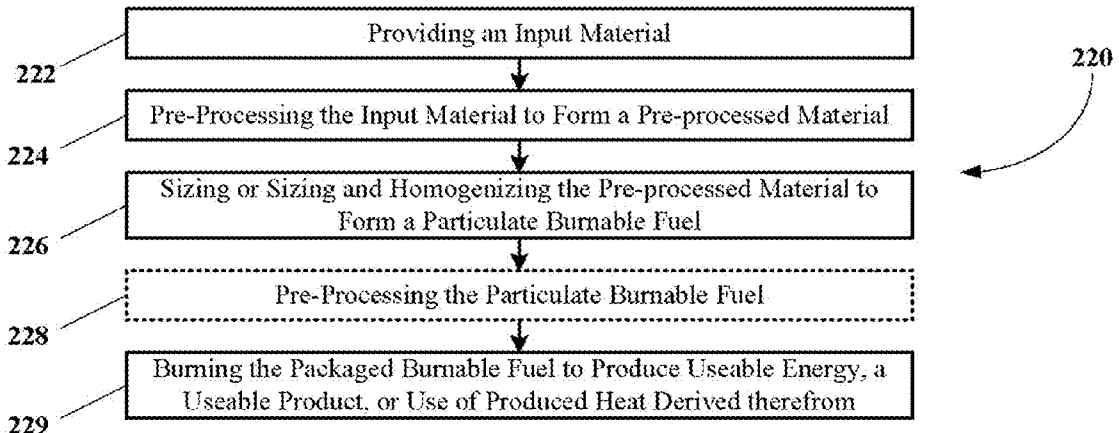 Providing an Input Material
222
220
Pre-Processing the Input Material to Form a Pre-processed Material
224
Sizing or Sizing and Homogenizing the Pre-processed Material to
Form a Particulate Burnable Fuel
226
Pre-Processing the Particulate Burnable Fuel
228
Burning the Packaged Burnable Fuel to Produce Useable Energy, a
Useable Product, or Use of Produced Heat Derived therefrom
229